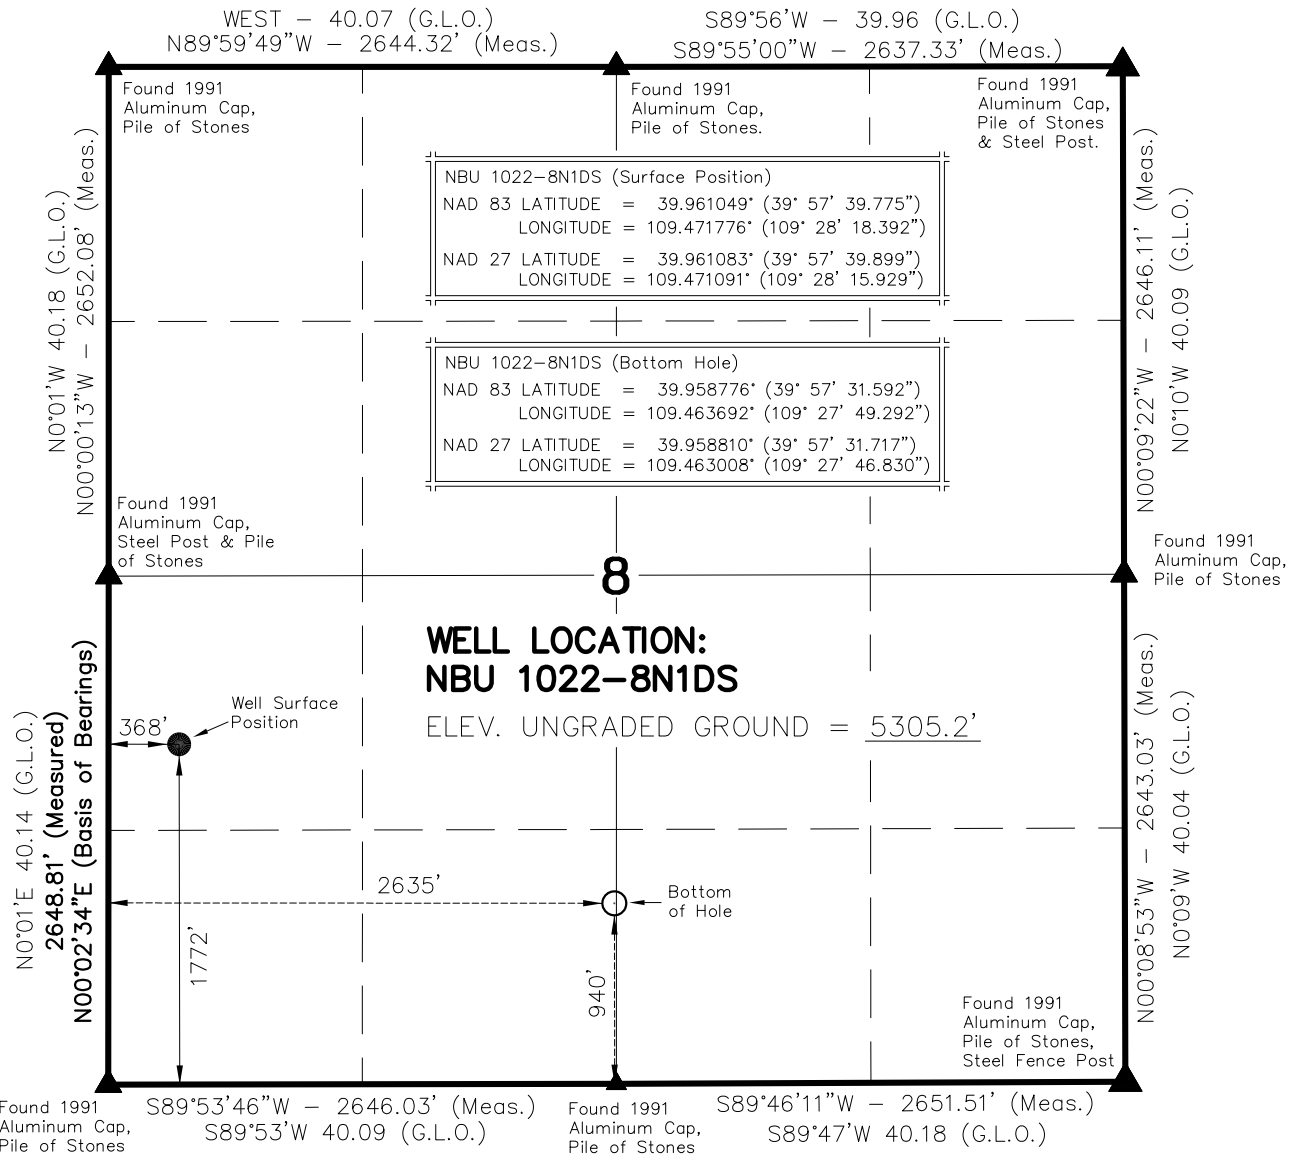 WEST – 40.07 (G.L.O.)
N89°59'49"W – 2644.32' (Meas.)
S89°56'W – 39.96 (G.L.O.)
S89°55'00"W – 2637.33' (Meas.)
Found 1991
Aluminum Cap,
Pile of Stones
Found 1991
Aluminum Cap,
Pile of Stones.
Found 1991
Aluminum Cap,
Pile of Stones
& Steel Post.
N0°01'W 40.18 (G.L.O.)
N00°00'13"W – 2652.08' (Meas.)
NBU 1022–8N1DS (Surface Position)
NAD 83 LATITUDE = 39.961049° (39° 57' 39.775")
LONGITUDE = 109.471776° (109° 28' 18.392")
NAD 27 LATITUDE = 39.961083° (39° 57' 39.899")
LONGITUDE = 109.471091° (109° 28' 15.929")
NBU 1022–8N1DS (Bottom Hole)
NAD 83 LATITUDE = 39.958776° (39° 57' 31.592")
LONGITUDE = 109.463692° (109° 27' 49.292")
NAD 27 LATITUDE = 39.958810° (39° 57' 31.717")
LONGITUDE = 109.463008° (109° 27' 46.830")
N00°09'22"W – 2646.11' (Meas.)
N0°10'W 40.09 (G.L.O.)
Found 1991
Aluminum Cap,
Steel Post & Pile
of Stones
Found 1991
Aluminum Cap,
Pile of Stones
8
WELL LOCATION:
NBU 1022–8N1DS
ELEV. UNGRADED GROUND = 5305.2'
Well Surface
Position
368'
N0°01'E 40.14 (G.L.O.)
2648.81' (Measured)
N00°02'34"E (Basis of Bearings)
1772'
2635'
Bottom
of Hole
940'
N00°08'53"W – 2643.03' (Meas.)
N0°09'W 40.04 (G.L.O.)
Found 1991
Aluminum Cap,
Pile of Stones,
Steel Fence Post
Found 1991
Aluminum Cap,
Pile of Stones
S89°53'46"W – 2646.03' (Meas.)
S89°53'W 40.09 (G.L.O.)
Found 1991
Aluminum Cap,
Pile of Stones
S89°46'11"W – 2651.51' (Meas.)
S89°47'W 40.18 (G.L.O.)